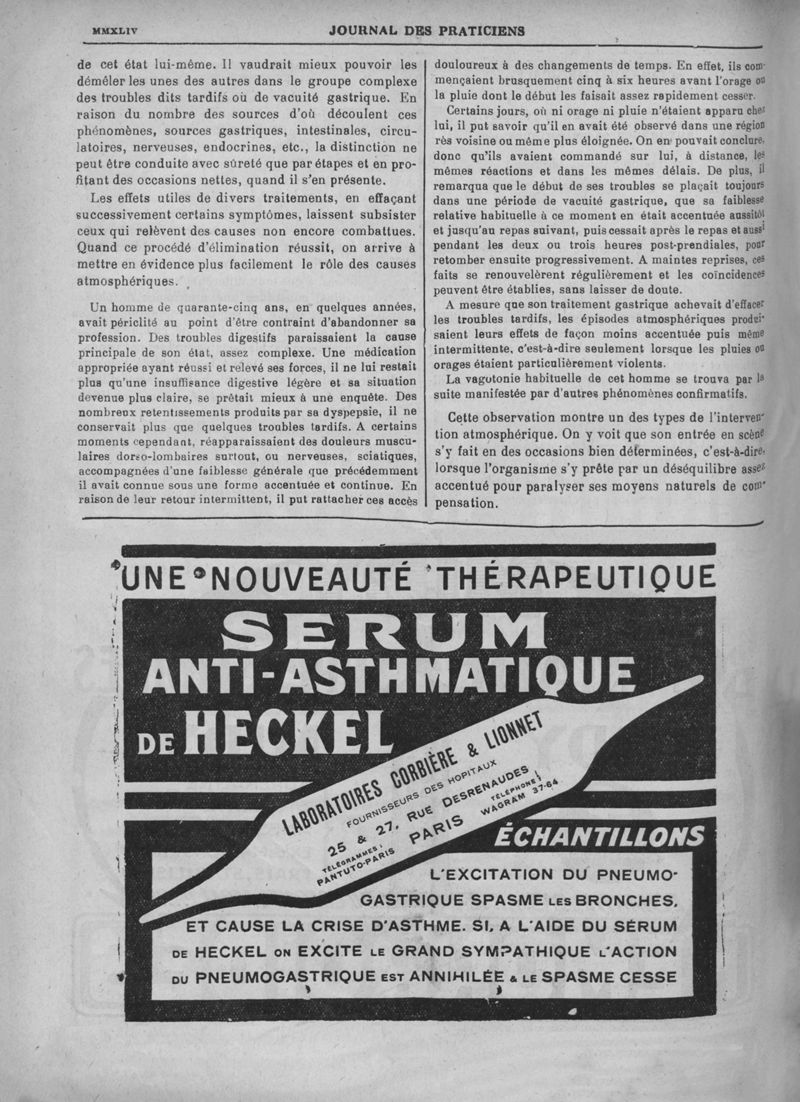 MMXLIV
JOURNAL DES PRATICIENS
de cet état lui-même. Il vaudrait mieux pouvoir les
démêler les unes des autres dans le groupe complexe
des troubles dits tardifs où de vacuité gastrique. En
raison du nombre des sources d'où découlent ces
phénomènes, sources gastriques, intestinales, circu-
latoires, nerveuses, endocrines, etc., la distinction ne
peut être conduite avec sûreté que par étapes et en pro-
fitant des occasions nettes, quand il s'en présente.
Les effets utiles de divers traitements, en effaçant
successivement certains symptômes, laissent subsister
ceux qui relèvent des causes non encore combattues.
Quand ce procédé d'élimination réussit, on arrive à
mettre en évidence plus facilement le rôle des causes
atmosphériques.
Un homme de quarante-cinq ans, en quelques années,
avait périclité au point d'être contraint d'abandonner sa
profession. Des troubles digestifs paraissaient la cause
principale de son état, assez complexe. Une médication
appropriée ayant réussi et relevé ses forces, il ne lui restait
plus qu'une insuffisance digestive légère et sa situation
devenue plus claire, se prêtait mieux à une enquête. Des
nombreux retentissements produits par sa dyspepsie, il ne
conservait plus que quelques troubles tardifs. A certains
moments cependant, réapparaissaient des douleurs muscu-
laires dorso-lombaires surtout, ou nerveuses, sciatiques,
accompagnées d'une faiblesse générale que précédemment
il avait connue sous une forme accentuée et continue. En
raison de leur retour intermittent, il put rattacher ces accès
douloureux à des changements de temps. En effet, ils com-
mençaient brusquement cinq à six heures avant l'orage ou
la pluie dont le début les faisait assez rapidement cesser.
Certains jours, où ni orage ni pluie n'étaient apparu chez
lui, il put savoir qu'il en avait été observé dans une région
rès voisine ou même plus éloignée. On en pouvait conclure,
donc qu'ils avaient commandé sur lui, à distance, les
mêmes réactions et dans les mêmes délais. De plus, il
remarqua que le début de ses troubles se plaçait toujours
dans une période de vacuité gastrique, que sa faiblesse
relative habituelle à ce moment en était accentuée aussitôt
et jusqu'au repas suivant, puis cessait après le repas et aussi
pendant les deux ou trois heures post-prendiales, pour
retomber ensuite progressivement. A maintes reprises, ces
faits se renouvelèrent régulièrement et les coïncidences
peuvent être établies, sans laisser de doute.
A mesure que son traitement gastrique achevait d'effacer
les troubles tardifs, les épisodes atmosphériques produi-
saient leurs effets de façon moins accentuée puis même
intermittente, c'est-à-dire seulement lorsque les pluies ou
orages étaient particulièrement violents.
La vagotonie habituelle de cet homme se trouva par la
suite manifestée par d'autres phénomènes confirmatifs.
Cette observation montre un des types de l'interven-
tion atmosphérique. On y voit que son entrée en scène
s'y fait en des occasions bien déterminées, c'est-à-dire,
lorsque l'organisme s'y prête par un déséquilibre assez
accentué pour paralyser ses moyens naturels de com-
pensation.
UNE NOUVEAUTÉ THÉRAPEUTIQUE
SERUM
ANTI-ASTHMATIQUE
DE HECKEL
LABORATOIRES CORBIÈRE & LIONNET
FOURNISSEURS DES HOPITAUX
25 & 27, RUE DESRENAUDES
TÉLÉGRAMMES:
PANTUTO-PARIS
PARIS
TÉLÉPHONE:
WAGRAM 37-64
ÉCHANTILLONS
L'EXCITATION DU PNEUMO-
GASTRIQUE SPASME LES BRONCHES,
ET CAUSE LA CRISE D'ASTHME. SI, A L'AIDE DU SÉRUM
DE HECKEL ON EXCITE LE GRAND SYMPATHIQUE L'ACTION
DU PNEUMOGASTRIQUE EST ANNIHILÉE & LE SPASME CESSE